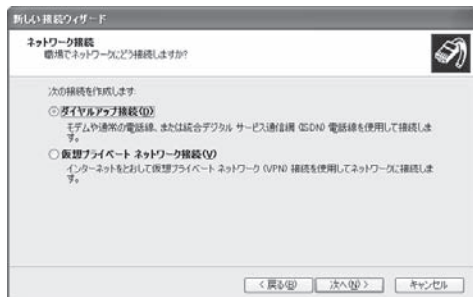 新しい接続ウィザード
ネットワーク接続
職場でネットワークにどう接続しますか?
次の接続を作成します:
ダイヤルアップ接続(D)
モデムや通常の電話線、または統合デジタル サービス通信網 (ISDN) 電話線を使用して接続しま
す。
仮想プライベート ネットワーク接続(V)
インターネットをとおして仮想プライベート ネットワーク (VPN) 接続を使用してネットワークに接続しま
す。
< 戻る(B)
次へ(N) >
キャンセル